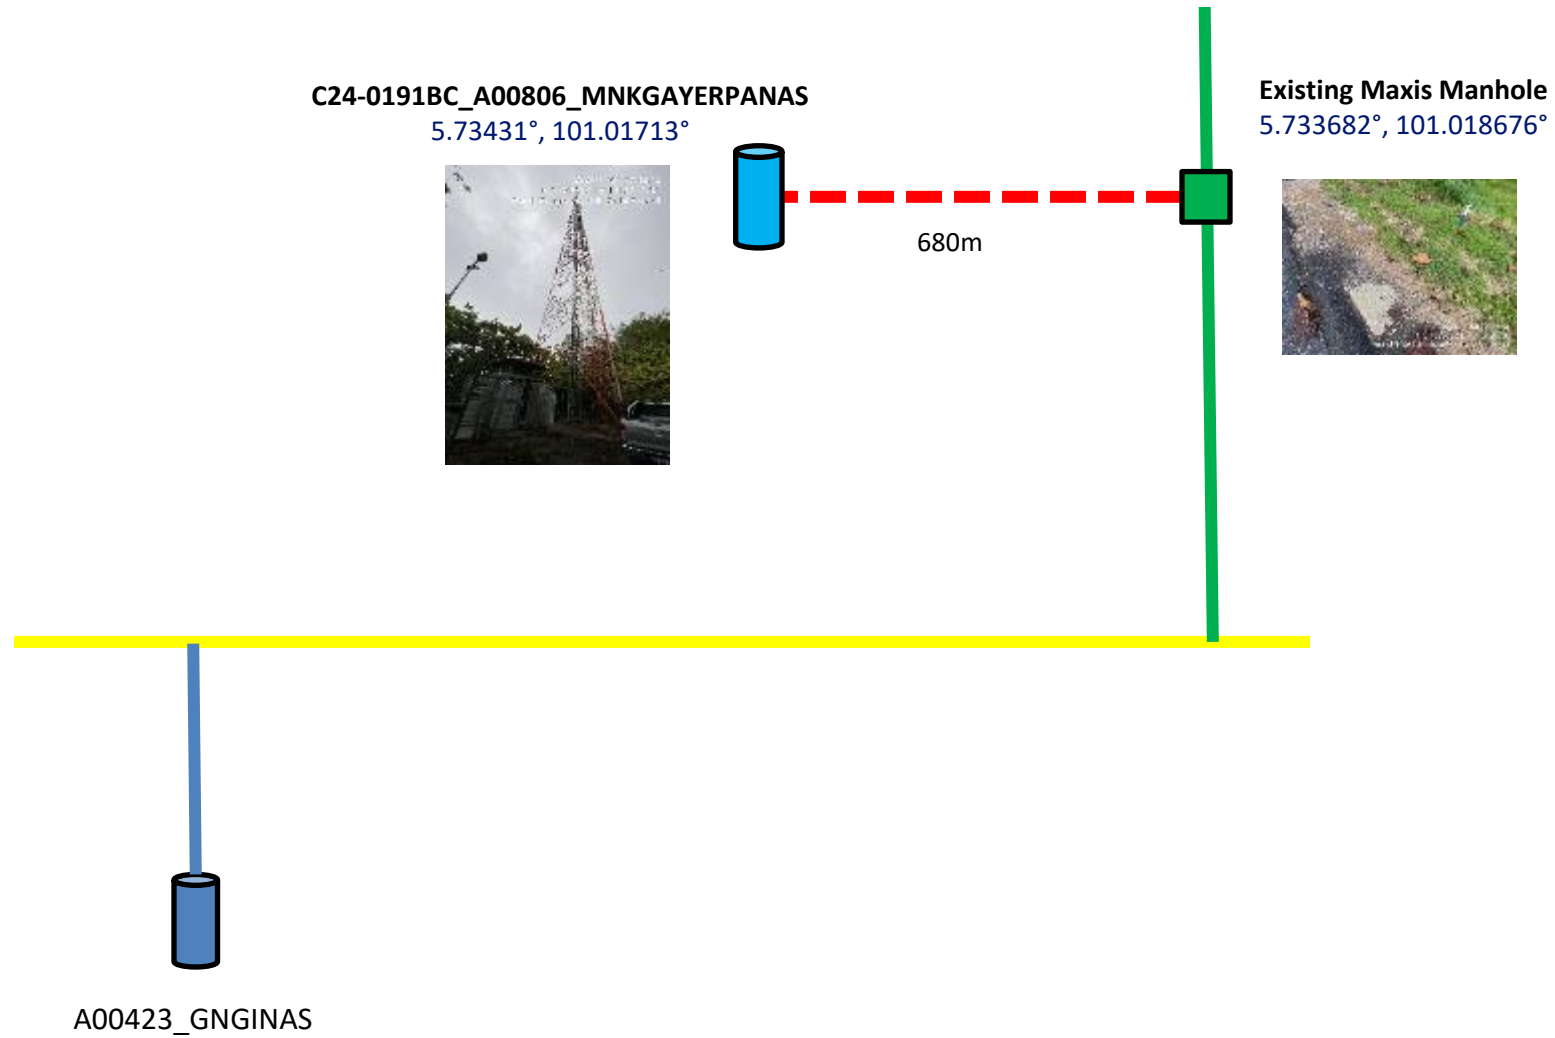 C24-0191BC_A00806_MNKGAYERPANAS
5.73431°, 101.01713°
Existing Maxis Manhole
5.733682°, 101.018676°
680m
A00423_GNGINAS